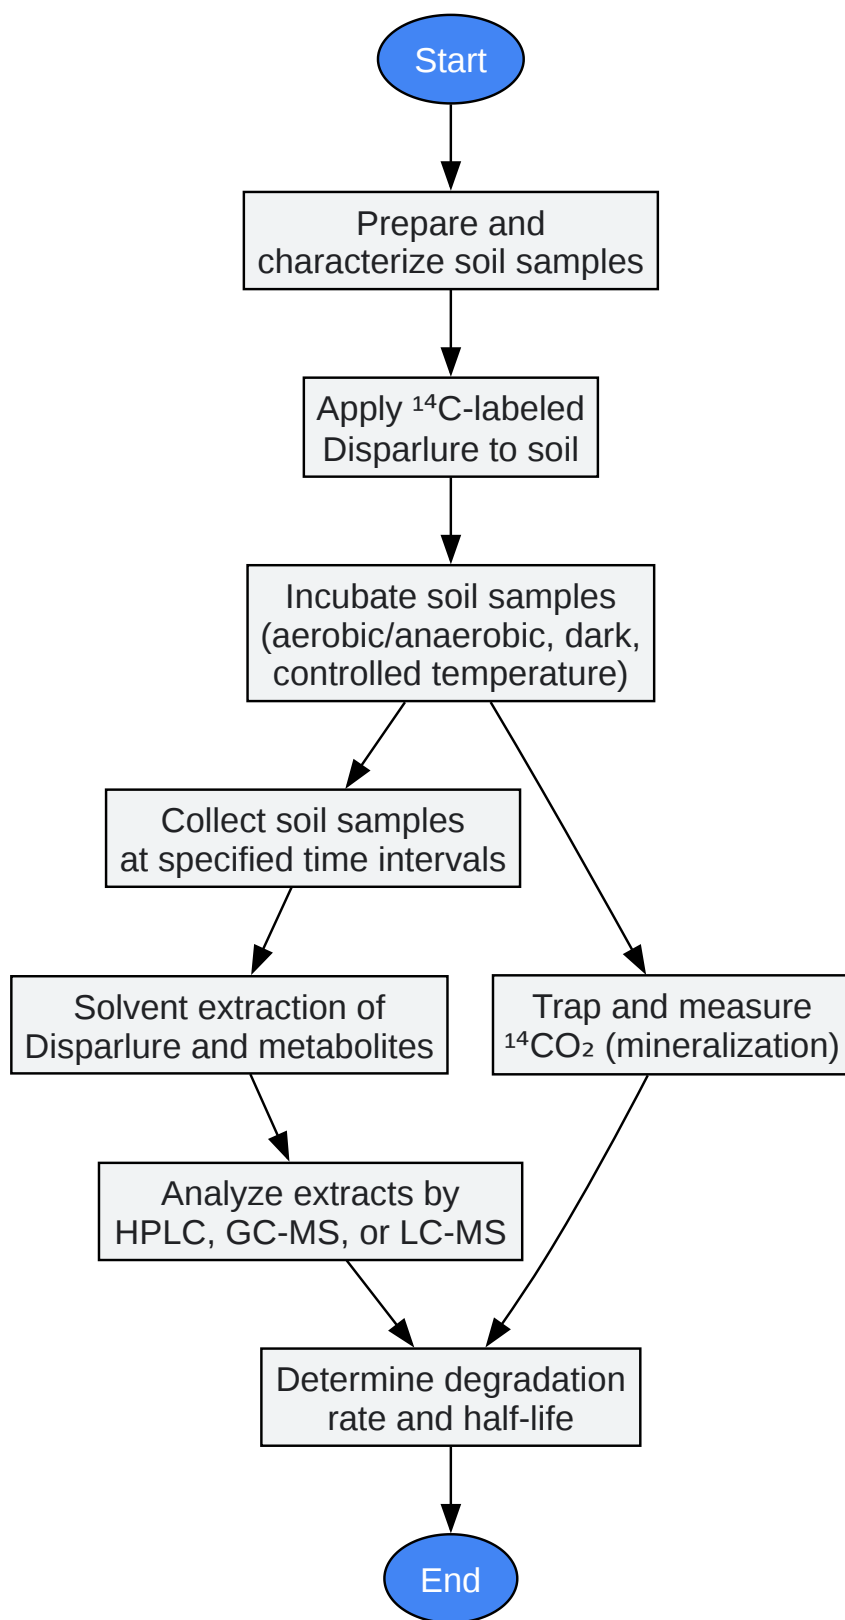 Start
Prepare and
characterize soil samples
Apply ¹⁴C-labeled
Disparlure to soil
Incubate soil samples
(aerobic/anaerobic, dark,
controlled temperature)
Collect soil samples
at specified time intervals
Solvent extraction of
Disparlure and metabolites
Trap and measure
¹⁴CO₂ (mineralization)
Analyze extracts by
HPLC, GC-MS, or LC-MS
Determine degradation
rate and half-life
End